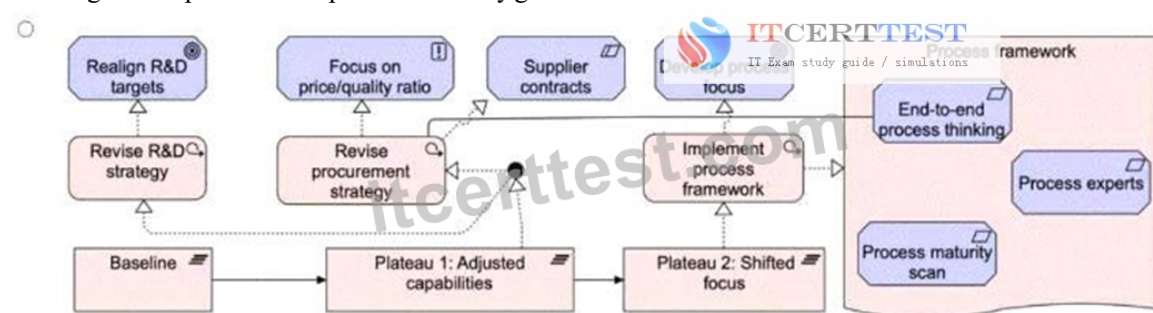 ITCERTTEST
IT Exam study guide / simulations
Process framework
Realign R&D
targets
Focus on
price/quality ratio
Supplier
contracts
Develop process
focus
End-to-end
process thinking
Revise R&D
strategy
Revise
procurement
strategy
Implement
process
framework
Process experts
itcerttest.com
Process maturity
scan
Baseline
Plateau 1: Adjusted
capabilities
Plateau 2: Shifted
focus